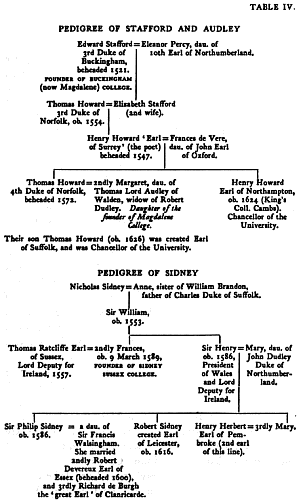 TABLE IV.
PEDIGREE OF STAFFORD AND AUDLEY
Edward Stafford=Eleanor Percy, dau. of
3rd Duke of 10th Earl of Northumberland.
Buckingham,
beheaded 1521.
FOUNDER OF BUCKINGHAM
(now Magdalene) COLLEGE.
Thomas Howard=Elizabeth Stafford
3rd Duke of (2nd wife).
Norfolk, ob. 1554.
Henry Howard 'Earl=Frances de Vere,
of Surrey' (the poet) dau. of John Earl
beheaded 1547. of Oxford.
Thomas Howard=2ndly Margaret, dau. of Henry Howard
4th Duke of Norfolk, Thomas Lord Audley of Earl of Northampton,
beheaded 1572. Walden, widow of Robert ob. 1624 (King's
Dudley. Daughter of the Coll. Cambs). 
founder of Magdalene Chancellor of the
College. University.
Their son Thomas Howard (ob. 1626) was created Earl
of Suffolk, and was Chancellor of the University.
PEDIGREE OF SIDNEY
Nicholas Sidney=Anne, sister of William Brandon,
father of Charles Duke of Suffolk.
Sir William,
ob. 1553.
Thomas Ratcliffe Earl=2ndly Frances, Sir Henry=Mary, dau. of
of Sussex, ob. 9 March 1589, ob. 1586, John Dudley
Lord Deputy for FOUNDER OF SIDNEY President Duke of
Ireland, 1557. SUSSEX COLLEGE. of Wales Northumber-
and Lord land.
Deputy for
Ireland.
Sir Philip Sidney = a dau. of Robert Sidney Henry Herbert=3rdly Mary.
ob. 1586. Sir Francis created Earl Earl of Pem-
Walsingham. of Leicester, broke (2nd earl
She married ob. 1626. of this line).
2ndly Robert
Devereux Earl of
Essex (beheaded 1600),
and 3rdly Richard de Burgh
the 'great Earl' of Clanricarde.